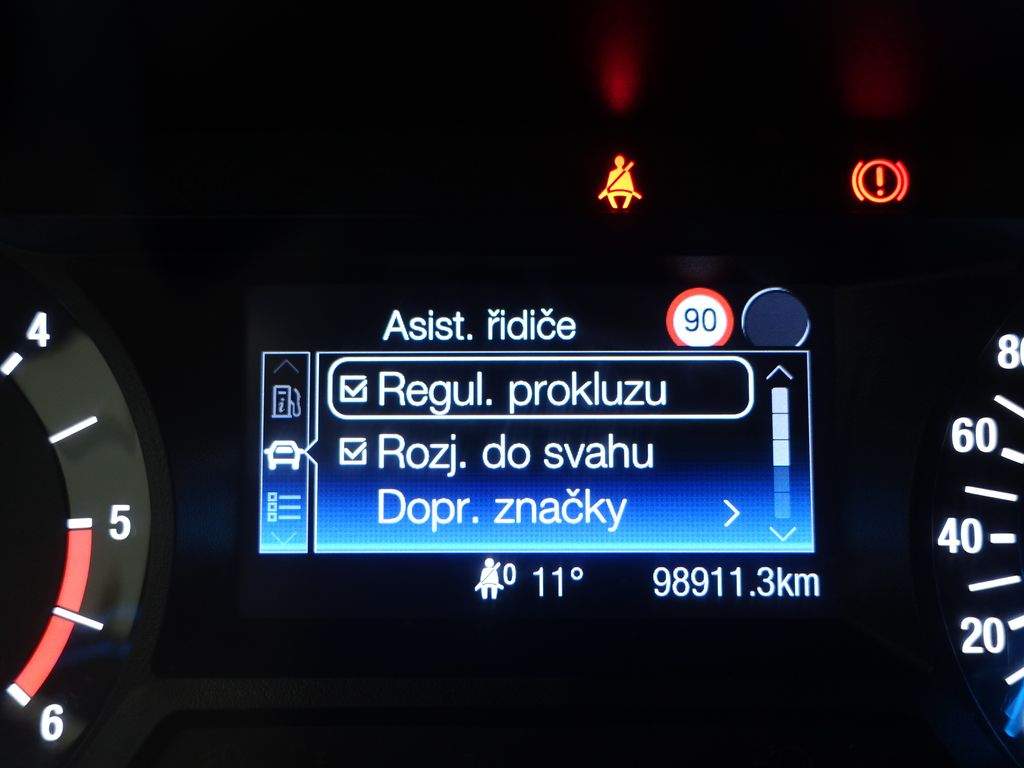 Asist. řidiče
90
Regul. prokluzu
Rozj. do svahu
Dopr. značky
0 11° 98911.3km
4
5
6
80
60
40
20